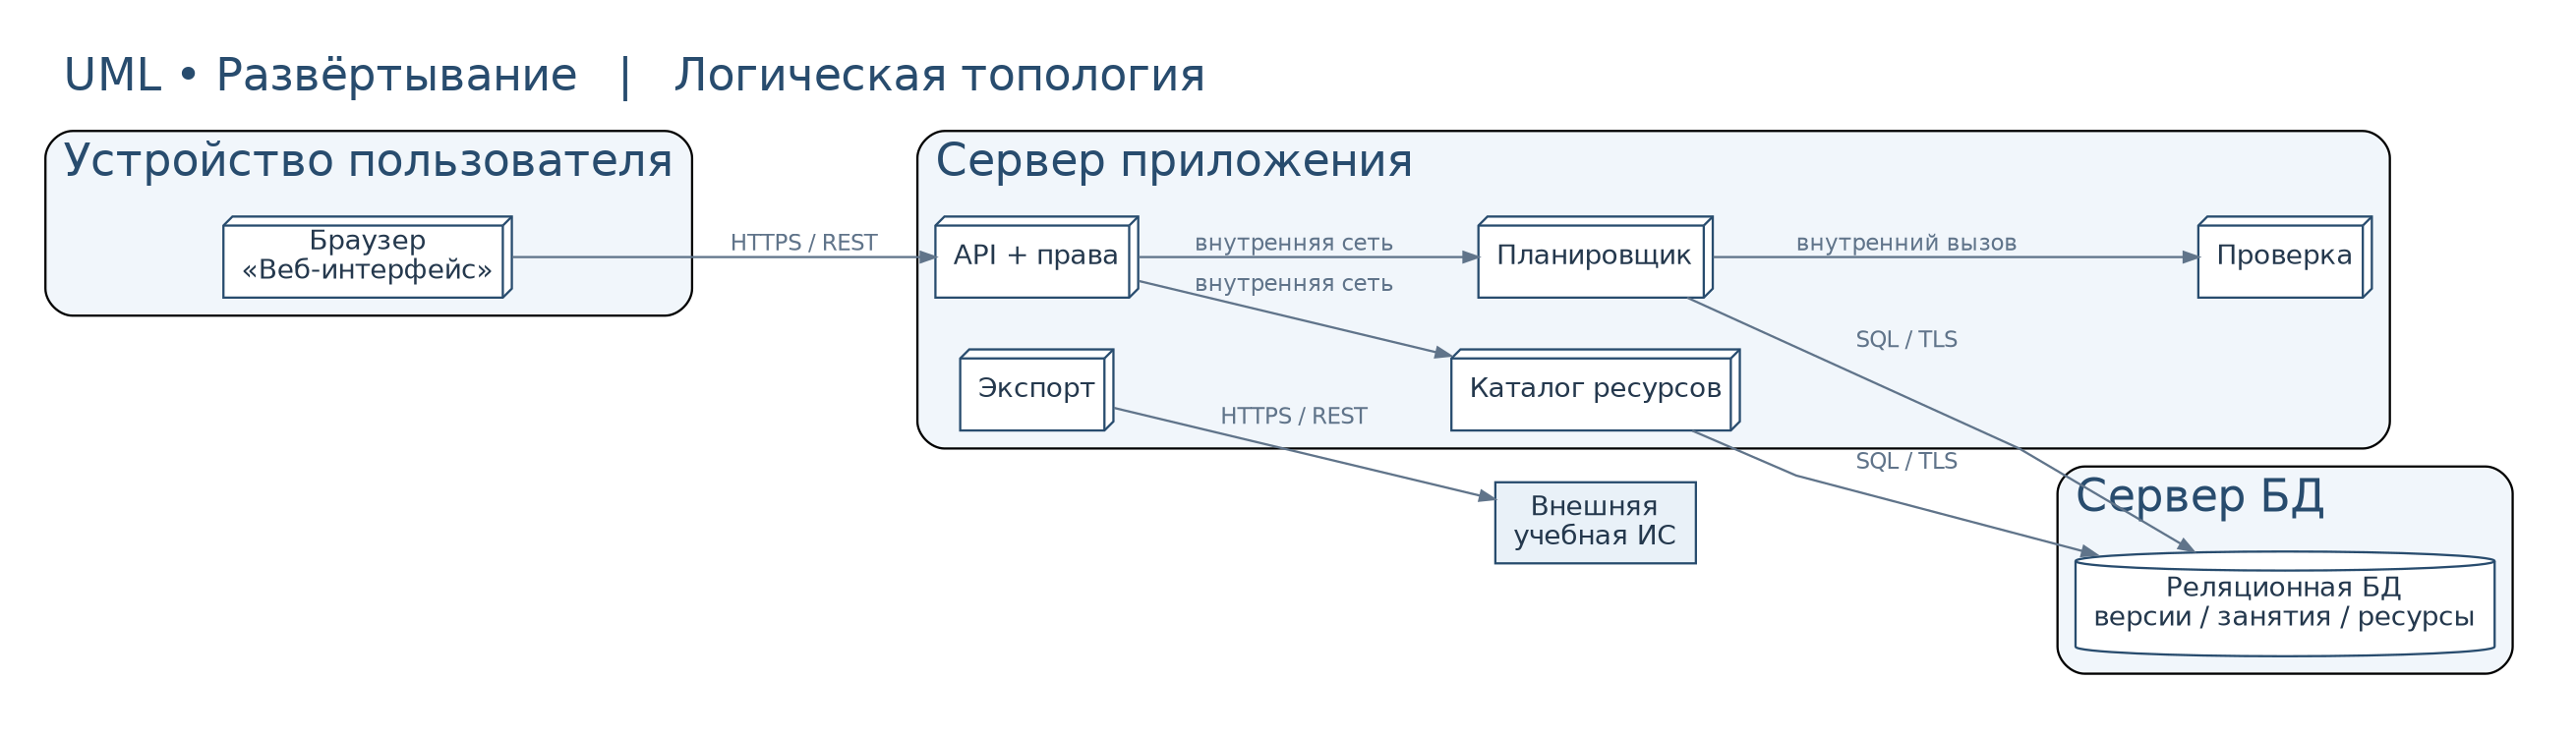 UML • Развёртывание | Логическая топология
Устройство пользователя
Браузер
«Веб-интерфейс»
HTTPS / REST
Сервер приложения
API + права
внутренняя сеть
внутренняя сеть
Планировщик
внутренний вызов
Проверка
Экспорт
HTTPS / REST
Каталог ресурсов
SQL / TLS
SQL / TLS
Внешняя
учебная ИС
Сервер БД
Реляционная БД
версии / занятия / ресурсы